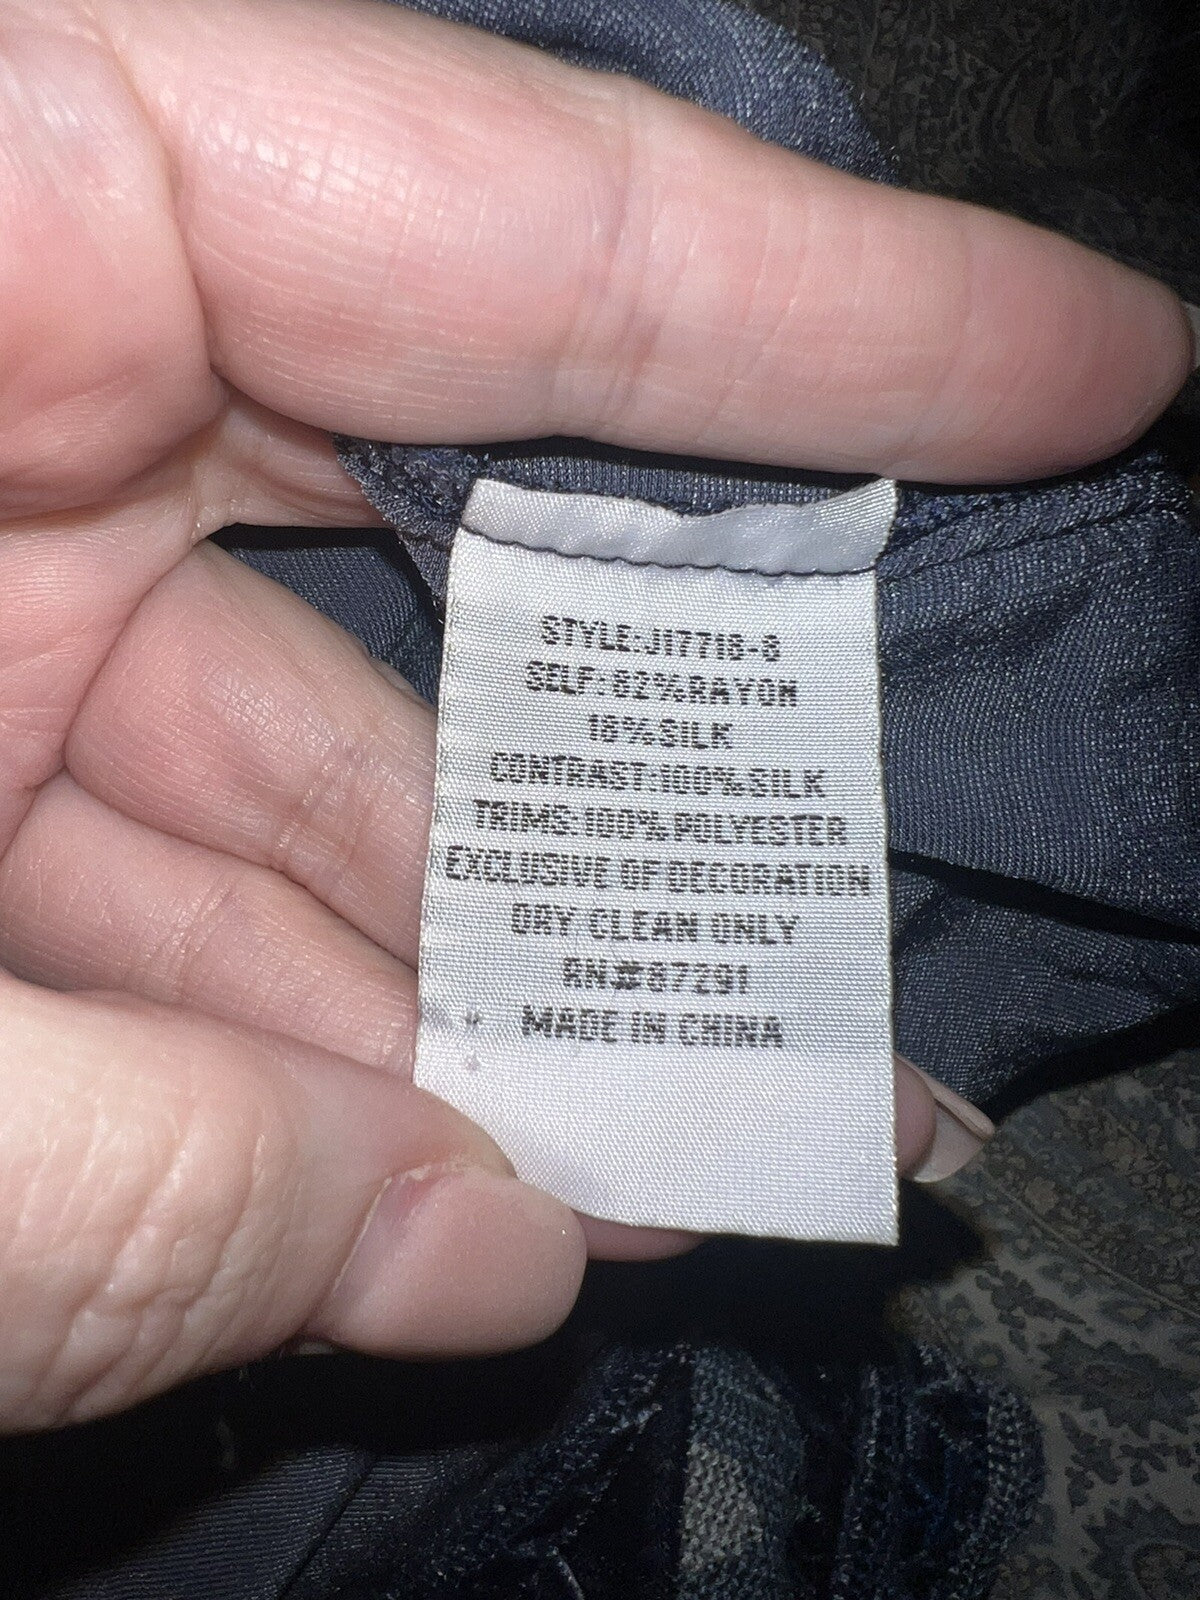 STYLE:J17718-8
SELF:82%RAYON
18%SILK
CONTRAST:100%SILK
TRIMS:100%POLYESTER
EXCLUSIVE OF DECORATION
DRY CLEAN ONLY
RN#87291
MADE IN CHINA